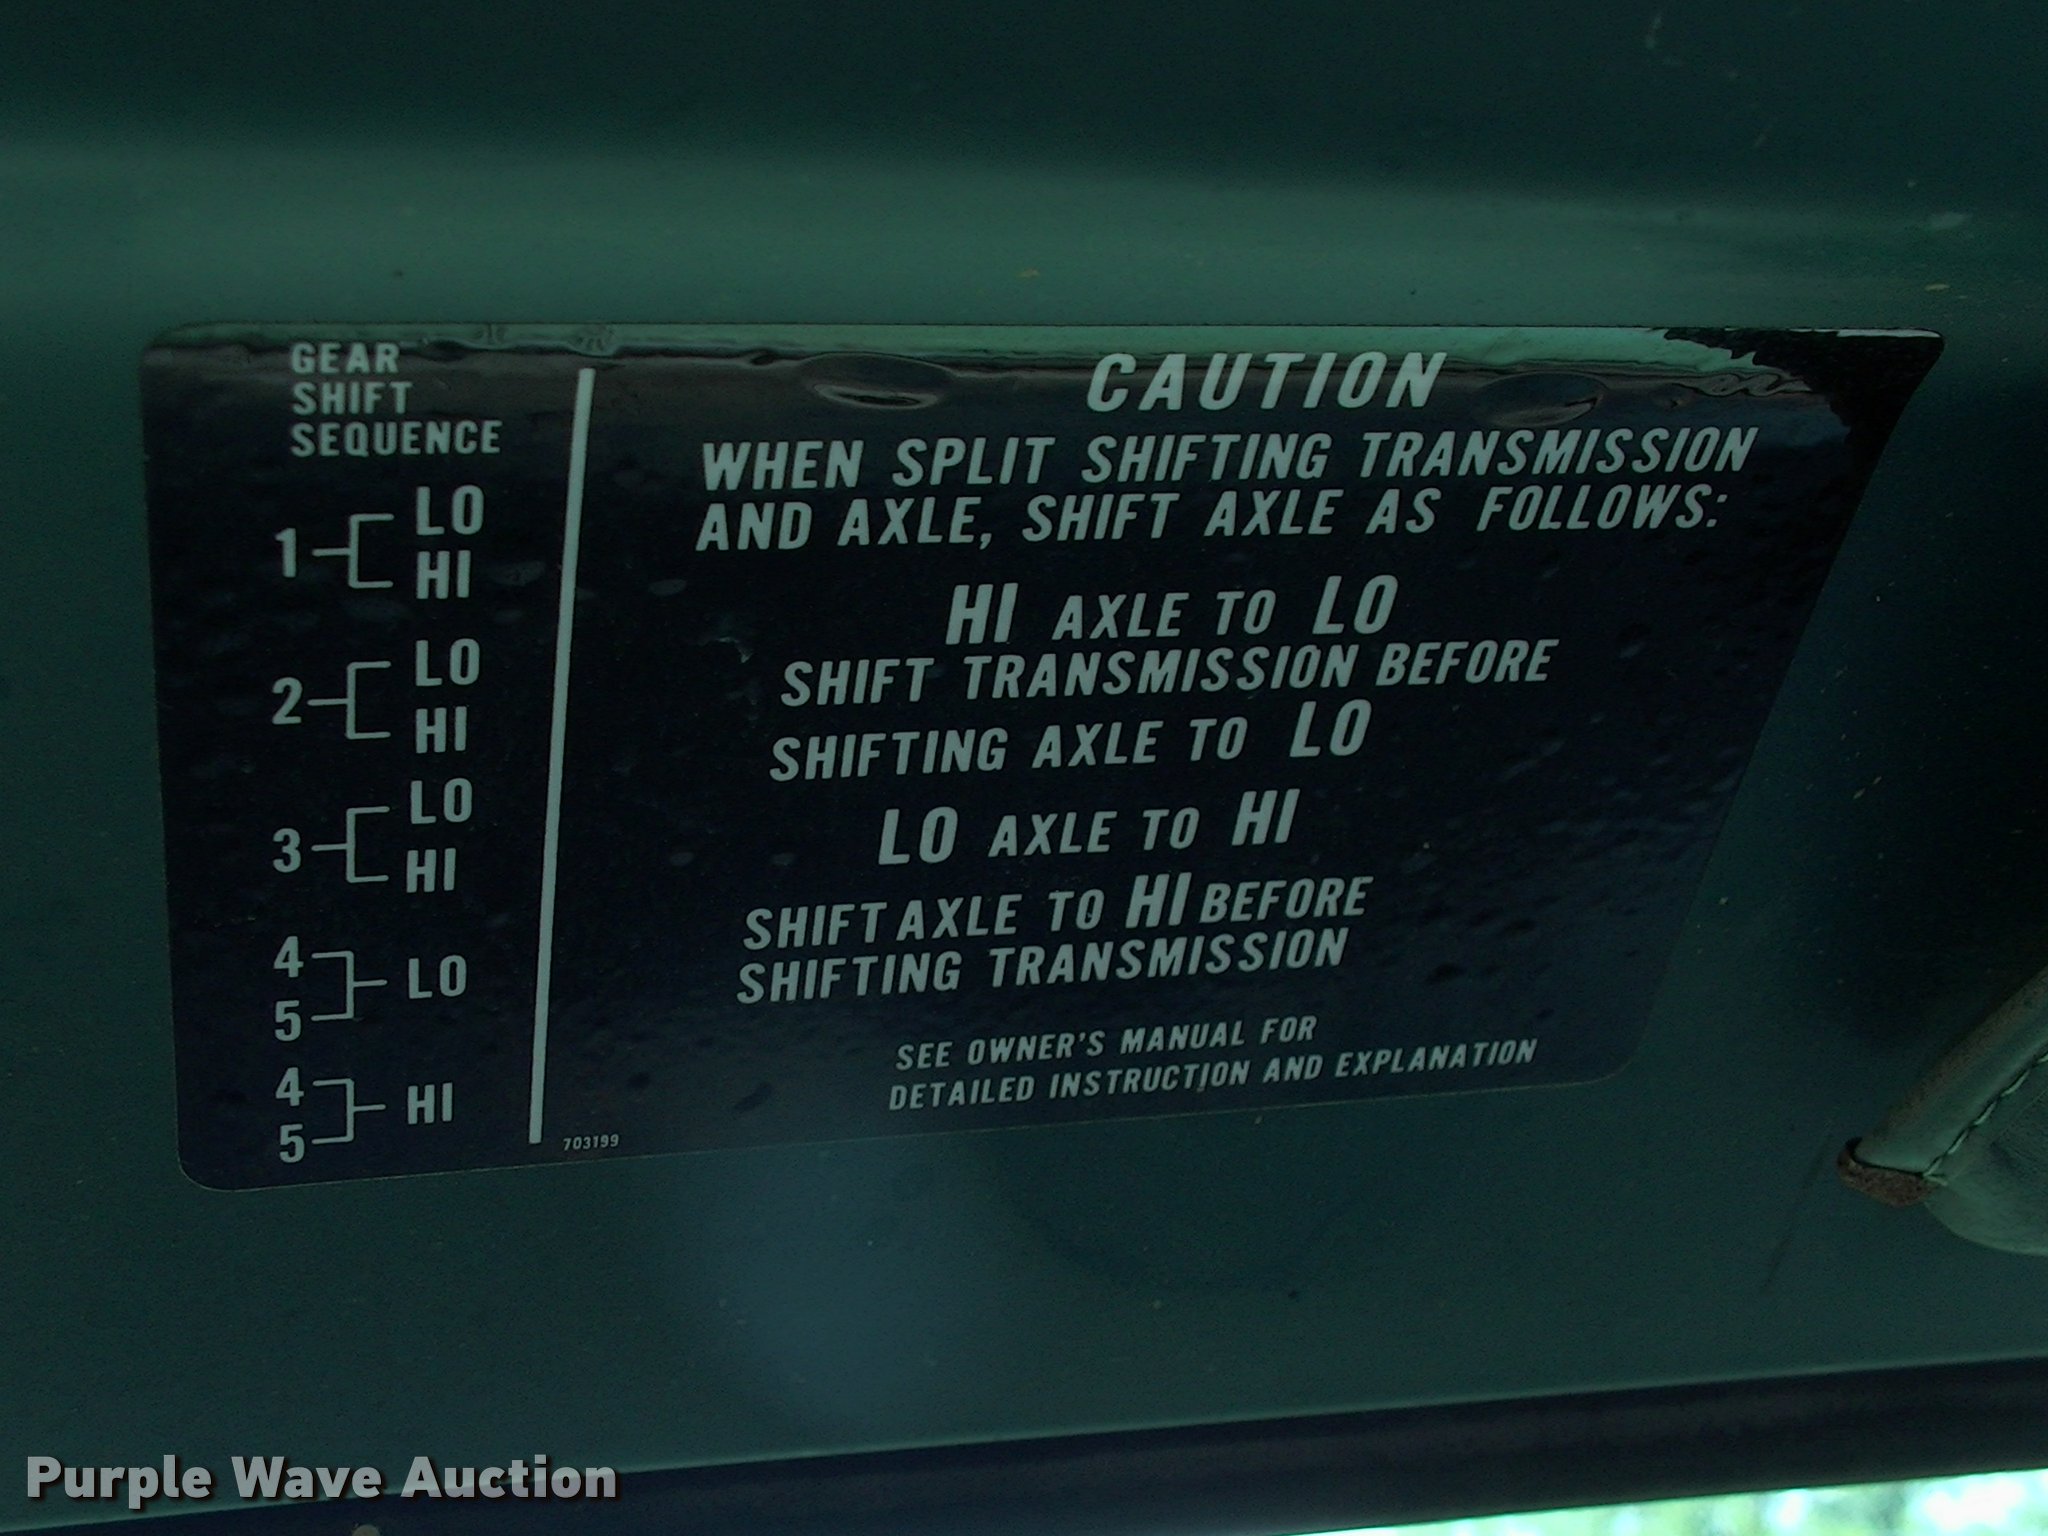 GEAR
SHIFT
SEQUENCE
1 LO
HI
2 LO
HI
3 LO
HI
4
5 LO
4
5 HI
CAUTION
WHEN SPLIT SHIFTING TRANSMISSION
AND AXLE, SHIFT AXLE AS FOLLOWS:
HI AXLE TO LO
SHIFT TRANSMISSION BEFORE
SHIFTING AXLE TO LO
LO AXLE TO HI
SHIFT AXLE TO HI BEFORE
SHIFTING TRANSMISSION
SEE OWNER'S MANUAL FOR
DETAILED INSTRUCTION AND EXPLANATION
703199
Purple Wave Auction